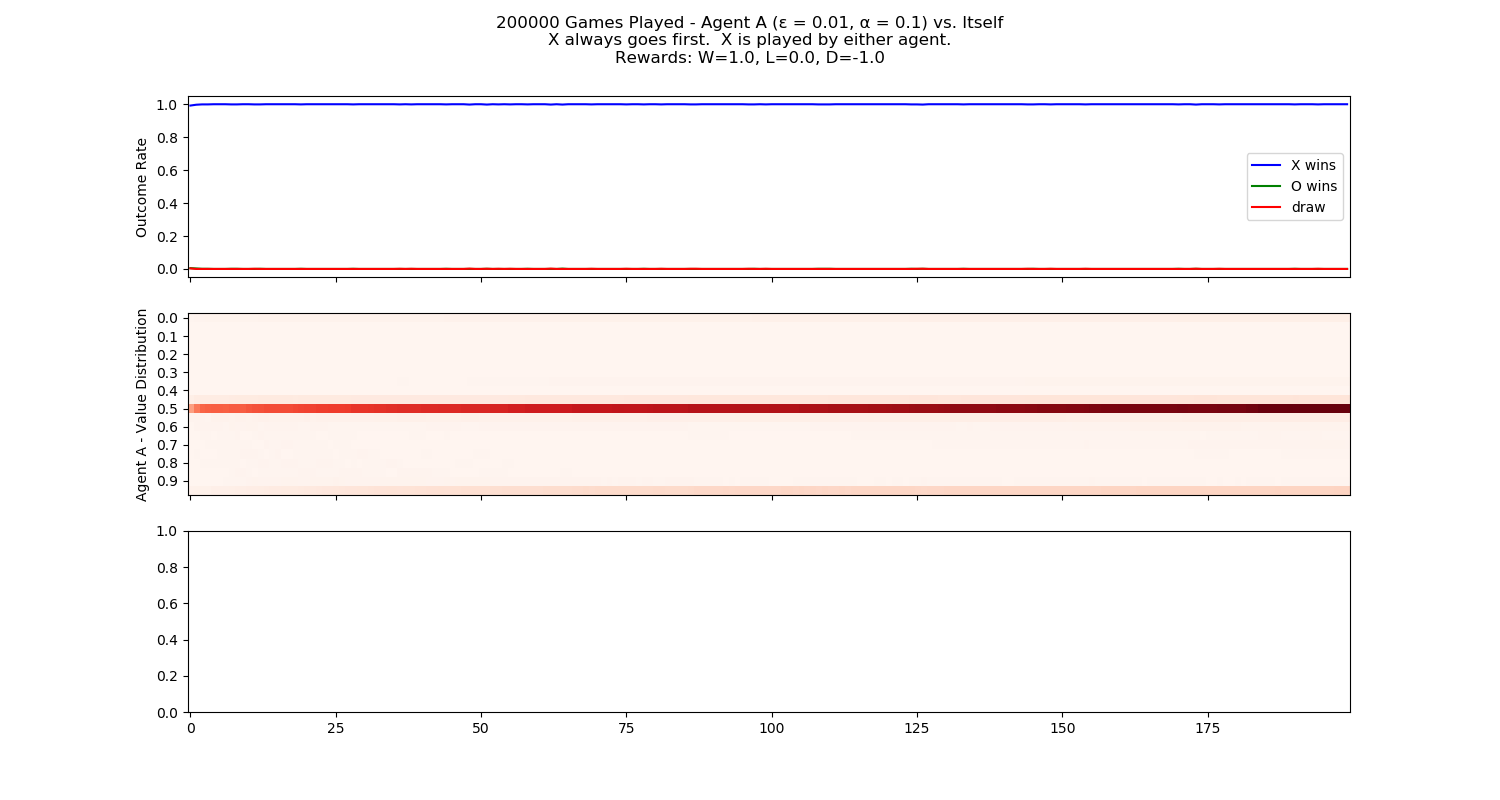 200000 Games Played - Agent A (ε = 0.01, α = 0.1) vs. Itself
X always goes first.  X is played by either agent.
Rewards: W=1.0, L=0.0, D=-1.0
Outcome Rate
1.0
0.8
0.6
0.4
0.2
0.0
X wins
O wins
draw
Agent A - Value Distribution
0.0
0.1
0.2
0.3
0.4
0.5
0.6
0.7
0.8
0.9
1.0
0.8
0.6
0.4
0.2
0.0
0 25 50 75 100 125 150 175